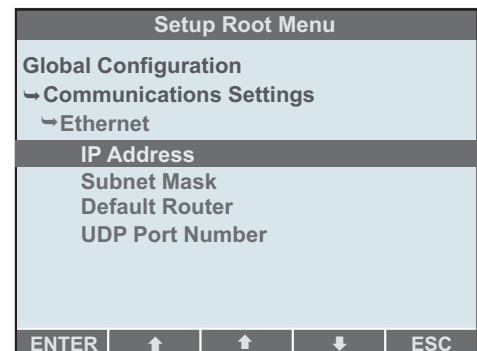 Setup Root Menu
Global Configuration
➥Communications Settings
➥Ethernet
IP Address
Subnet Mask
Default Router
UDP Port Number
ENTER ⬆ ⬆ ⬇ ESC